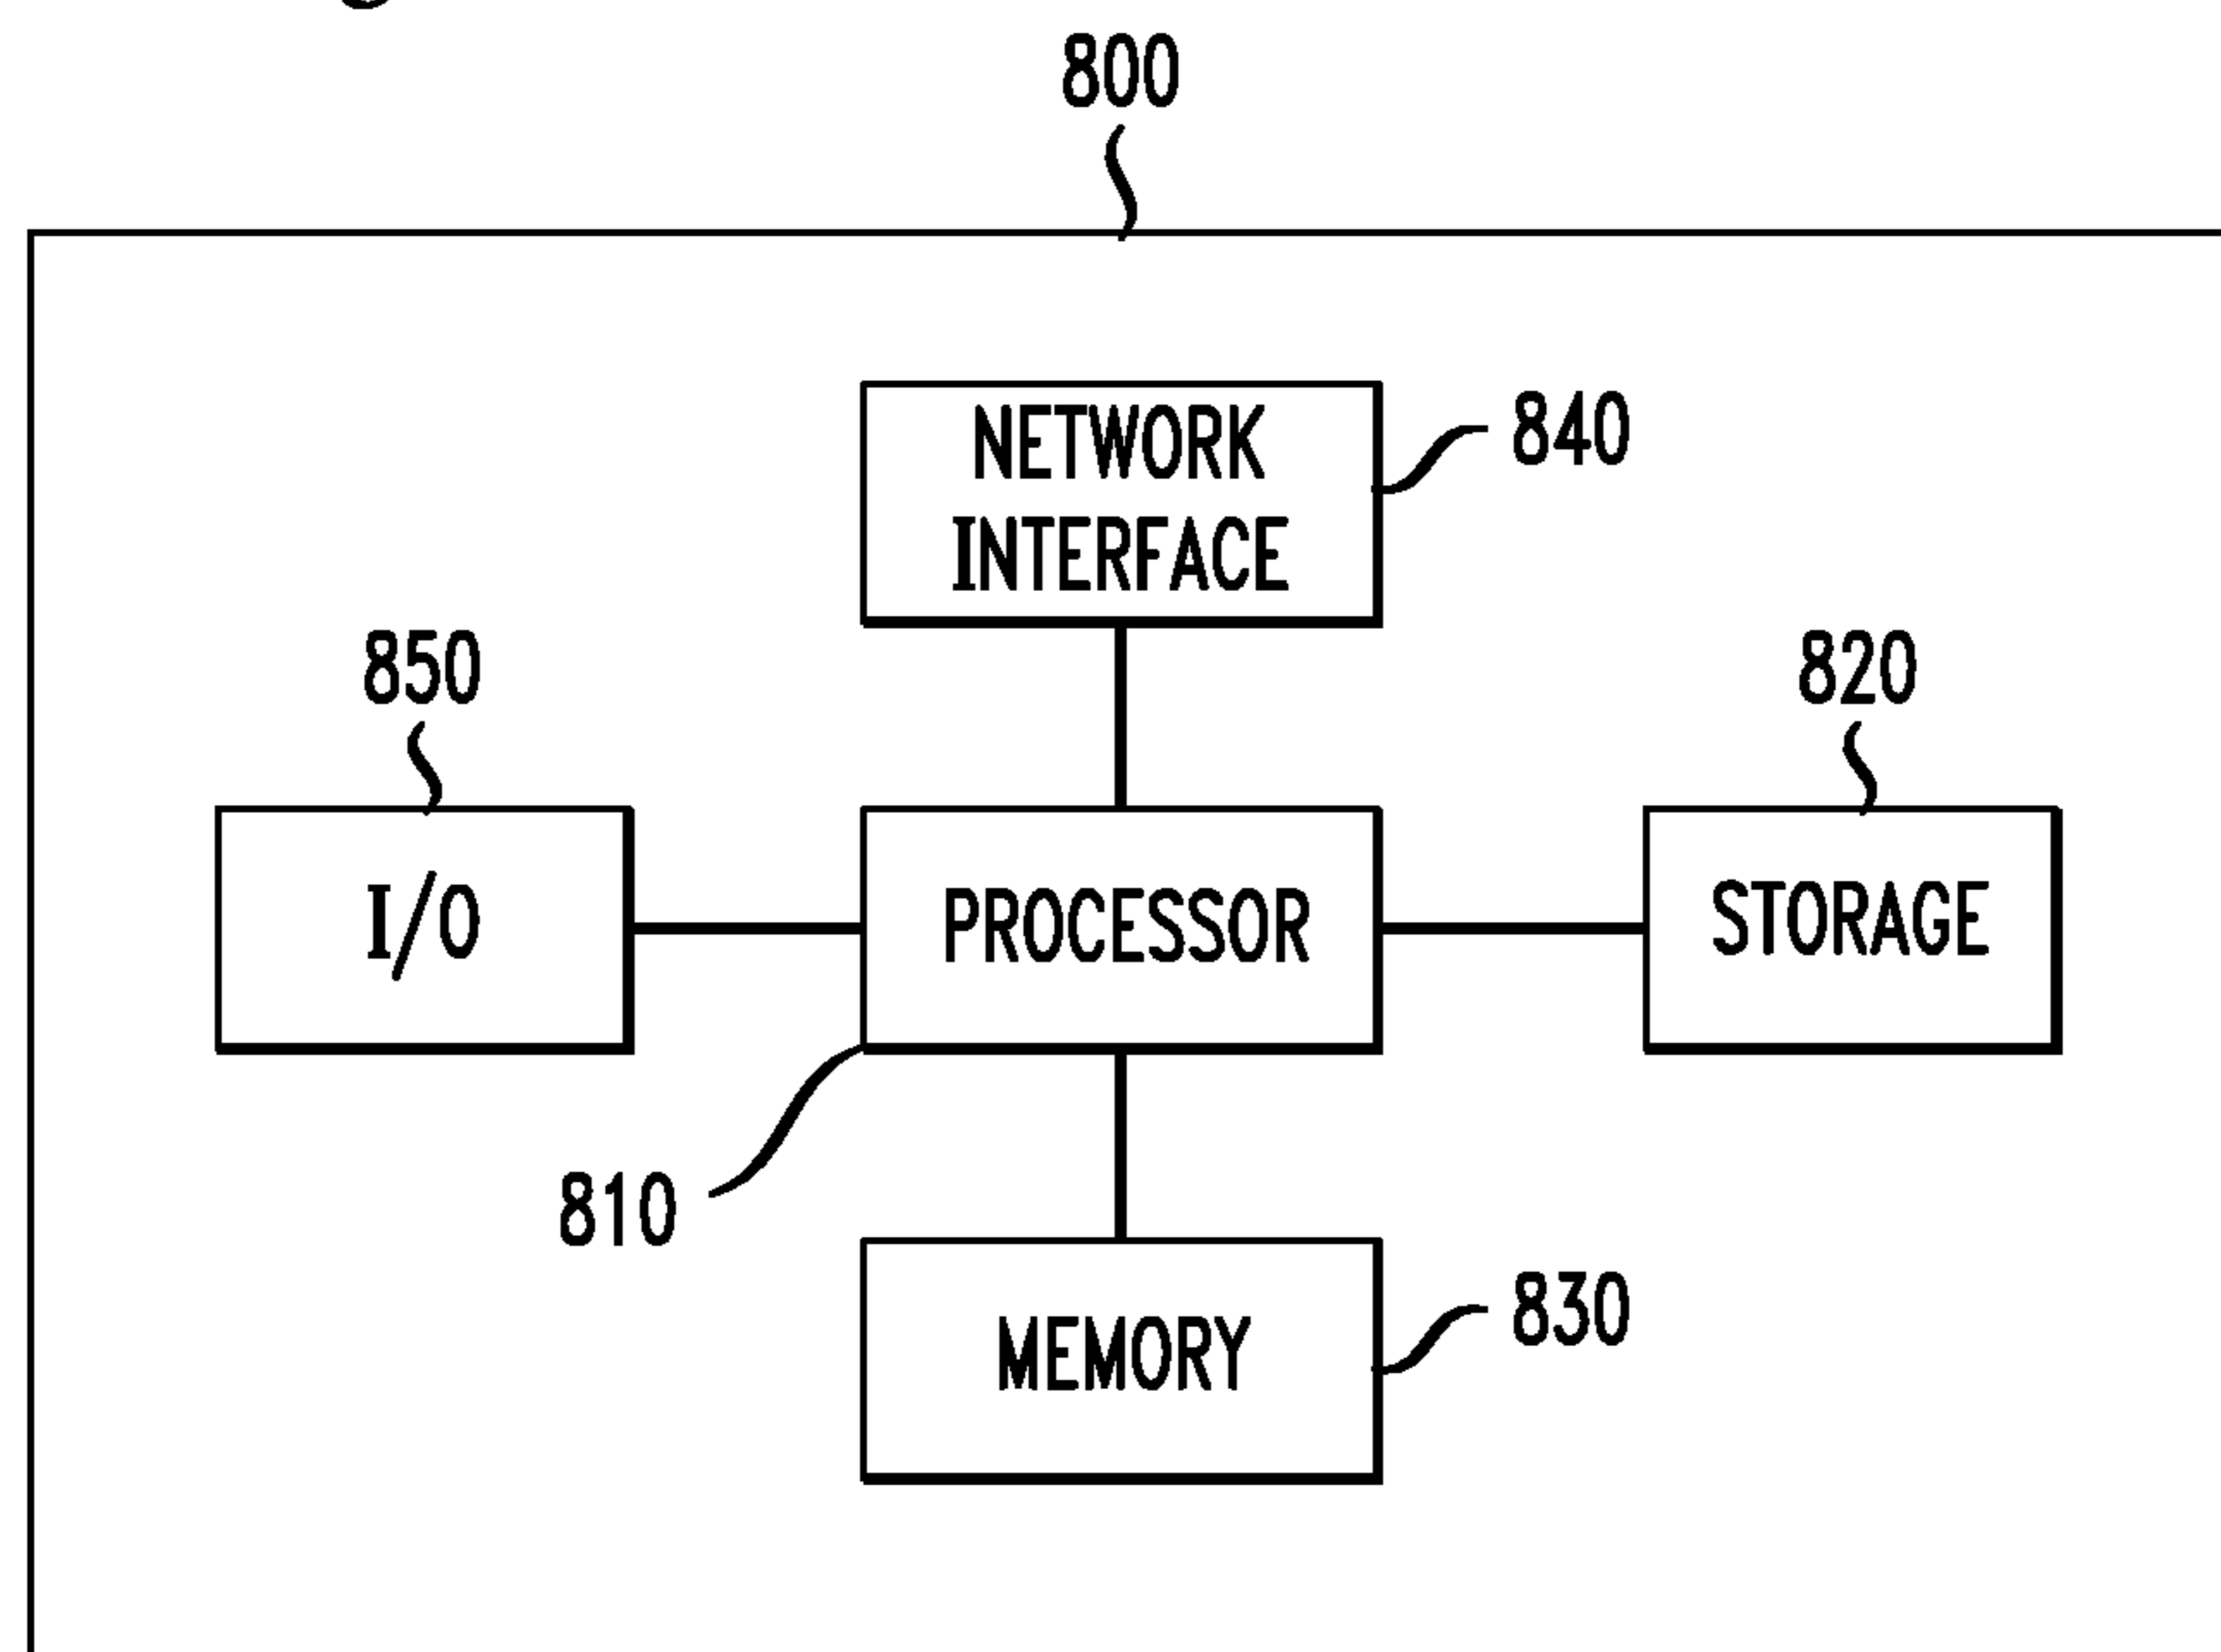 800
NETWORK
INTERFACE
840
850
820
I/O
PROCESSOR
STORAGE
810
MEMORY
830